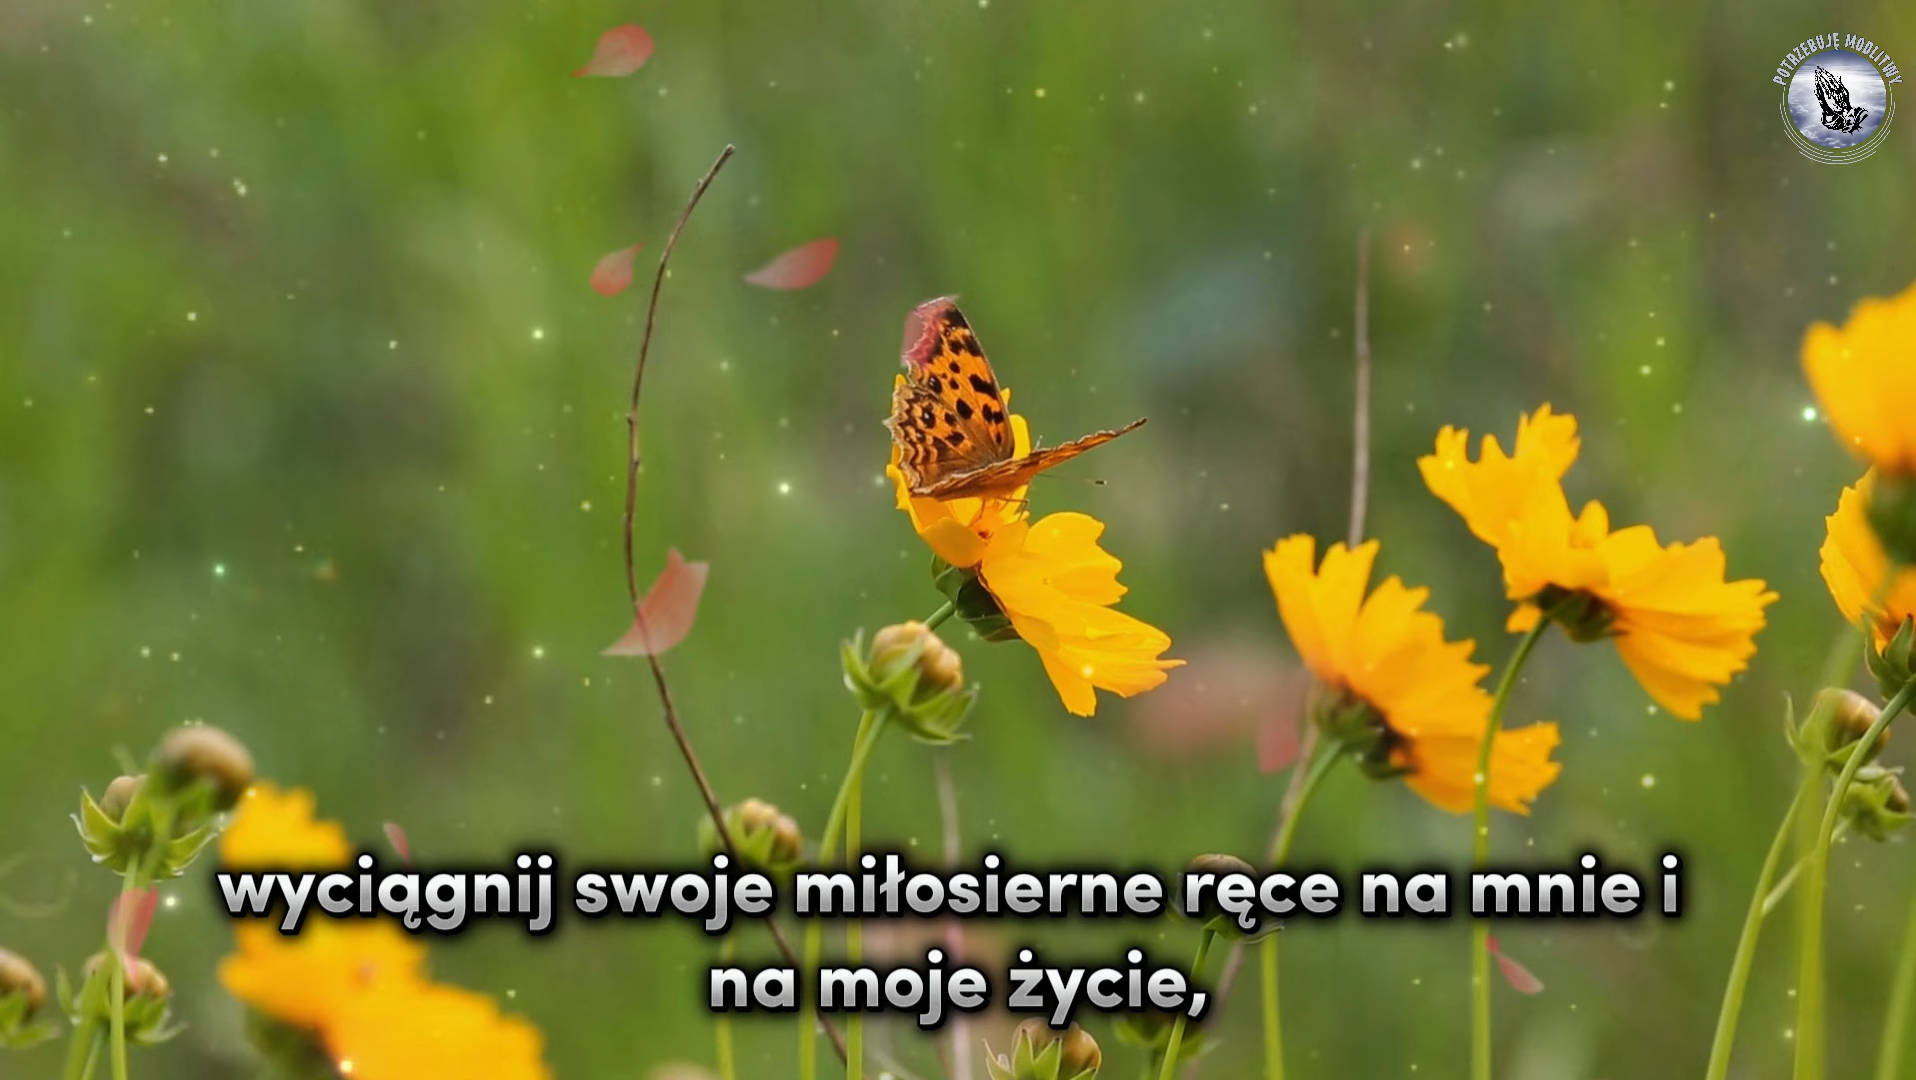 POTRZEBUJĘ MODLITWY
wyciągnij swoje miłosierne ręce na mnie i
na moje życie,